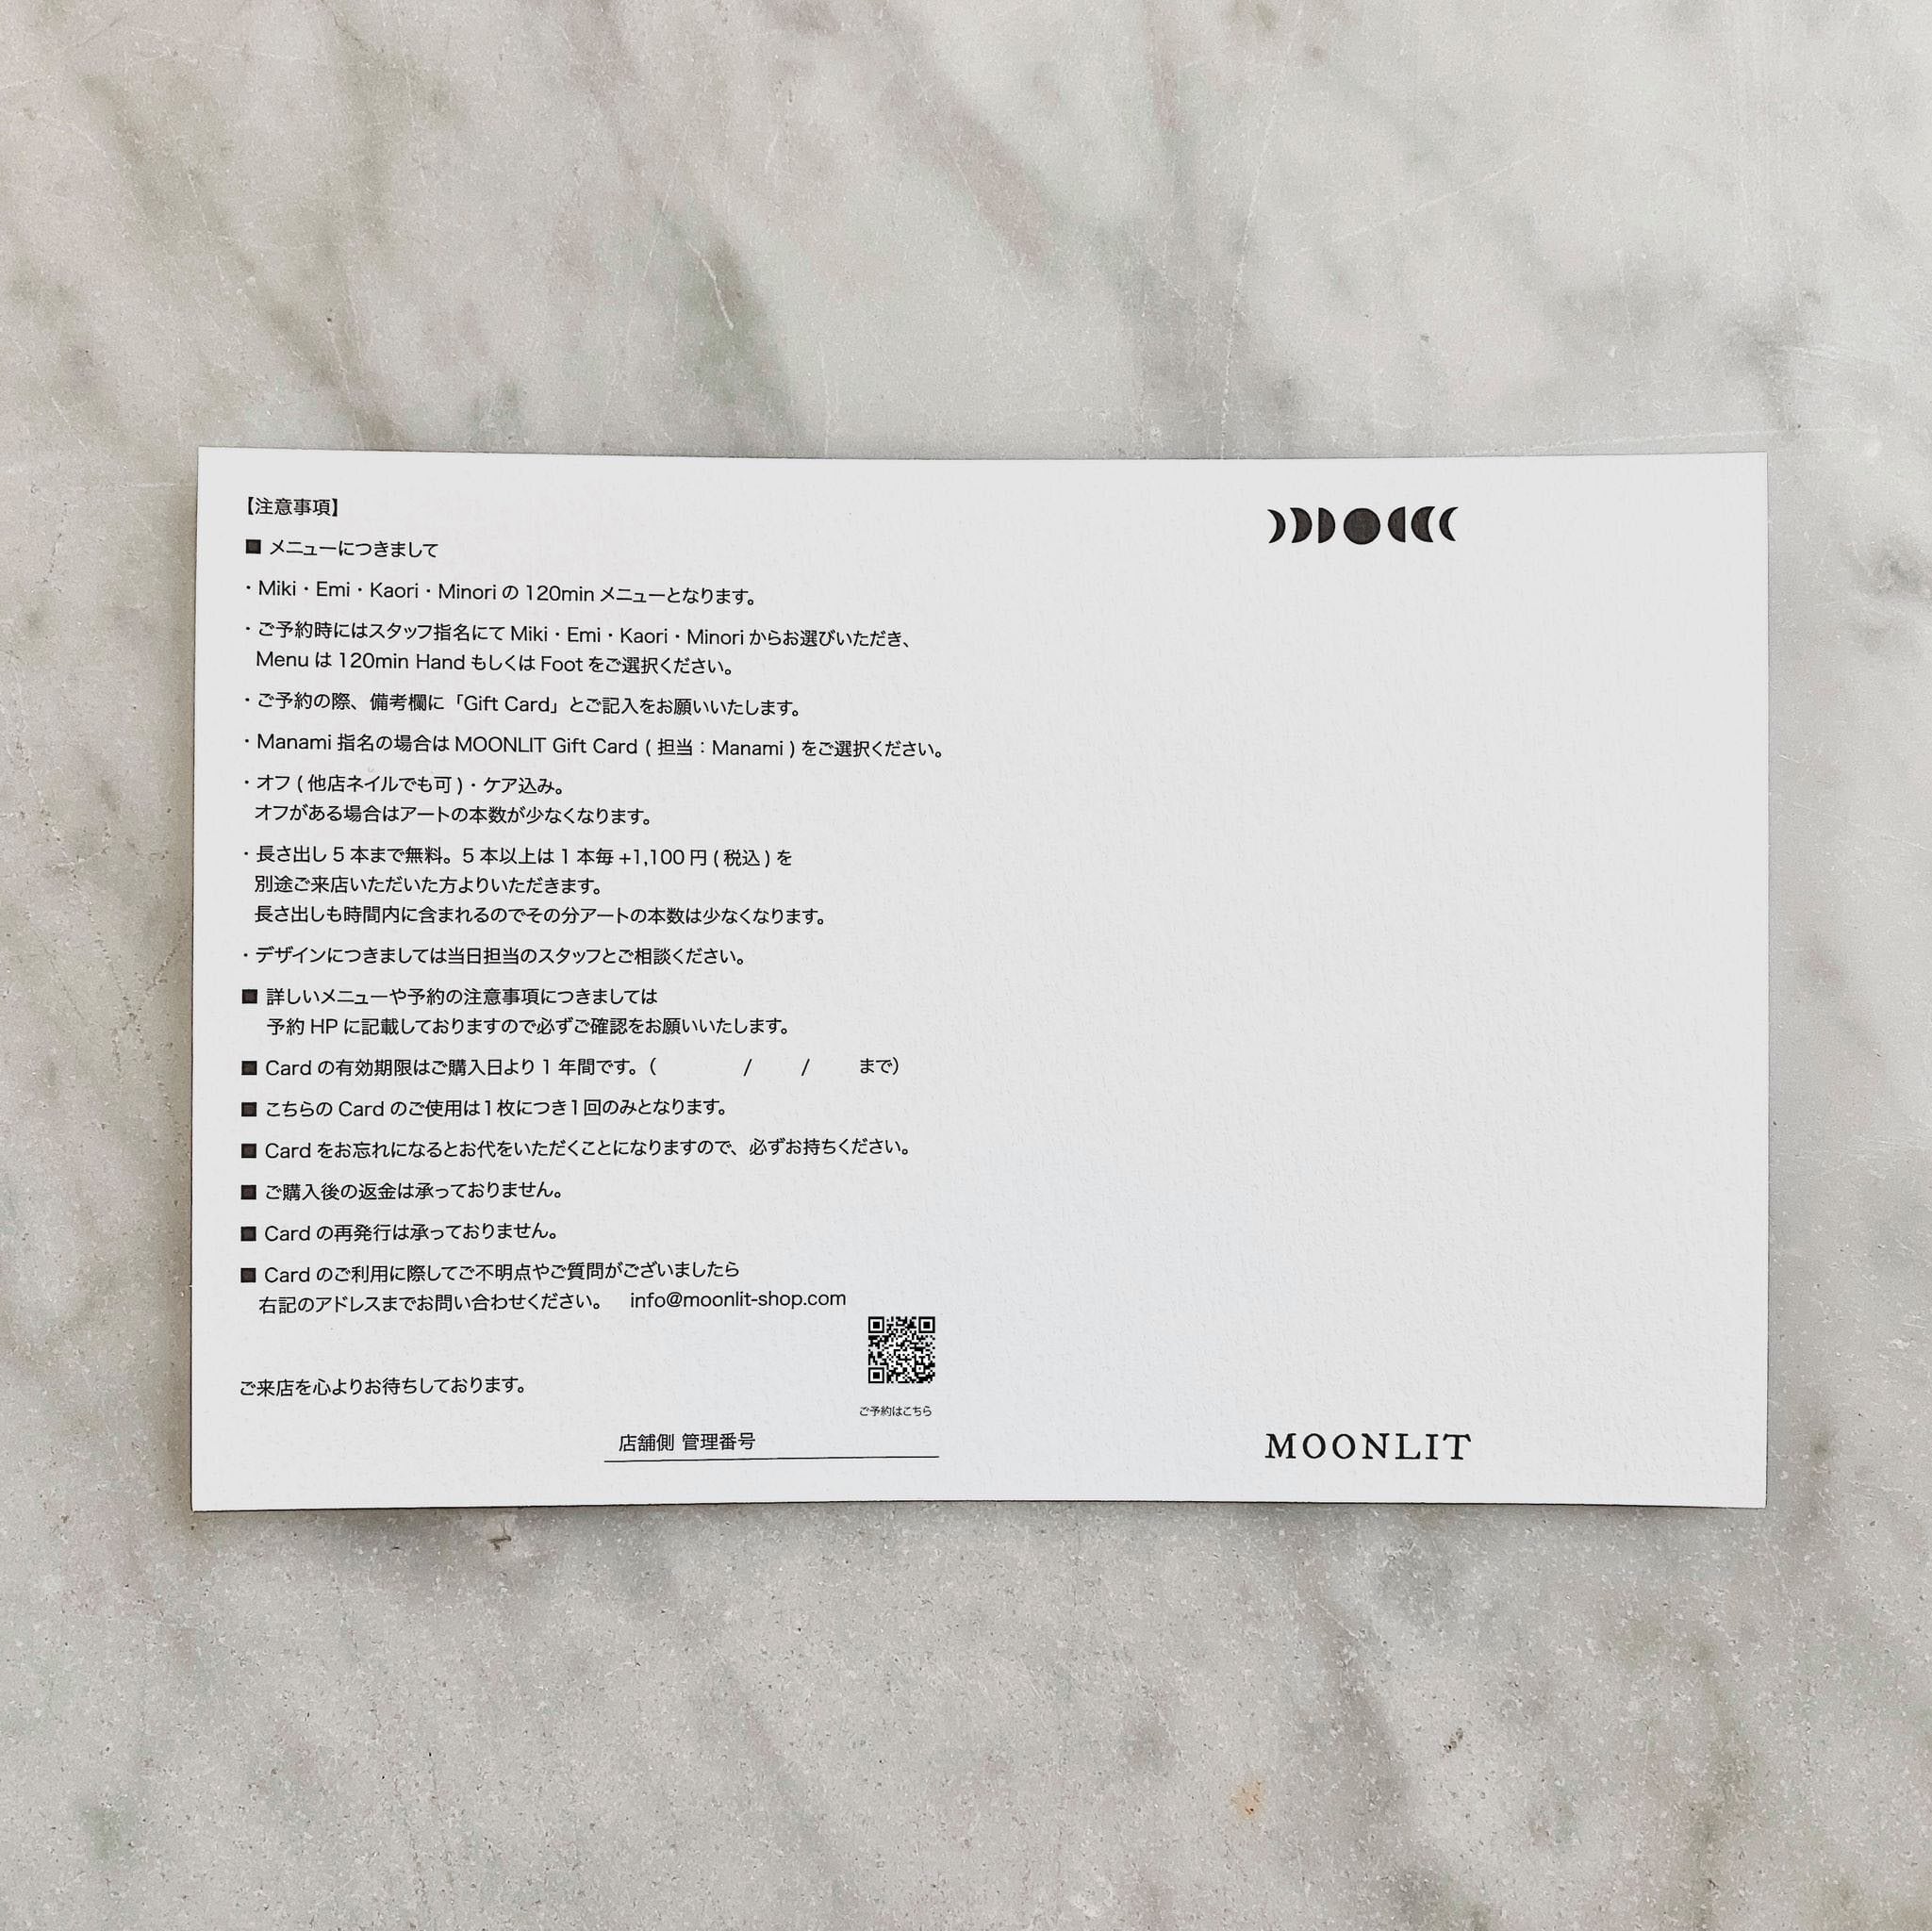 【注意事項】
■ メニューにつきまして
・Miki・Emi・Kaori・Minori の 120min メニューとなります。
・ご予約時にはスタッフ指名にて Miki・Emi・Kaori・Minori からお選びいただき、
Menu は 120min Hand もしくは Foot をご選択ください。
・ご予約の際、備考欄に「Gift Card」とご記入をお願いいたします。
・Manami 指名の場合は MOONLIT Gift Card ( 担当：Manami ) をご選択ください。
・オフ ( 他店ネイルでも可 )・ケア込み。
オフがある場合はアートの本数が少なくなります。
・長さ出し 5 本まで無料。5 本以上は 1 本毎 +1,100 円 ( 税込 ) を
別途ご来店いただいた方よりいただきます。
長さ出しも時間内に含まれるのでその分アートの本数は少なくなります。
・デザインにつきましては当日担当のスタッフとご相談ください。
■ 詳しいメニューや予約の注意事項につきましては
予約 HP に記載しておりますので必ずご確認をお願いいたします。
■ Card の有効期限はご購入日より 1 年間です。（　　　/　　/　　まで）
■ こちらの Card のご使用は1枚につき1回のみとなります。
■ Card をお忘れになるとお代をいただくことになりますので、必ずお持ちください。
■ ご購入後の返金は承っておりません。
■ Card の再発行は承っておりません。
■ Card のご利用に際してご不明点やご質問がございましたら
右記のアドレスまでお問い合わせください。　info@moonlit-shop.com
ご来店を心よりお待ちしております。
ご予約はこちら
店舗側 管理番号
MOONLIT